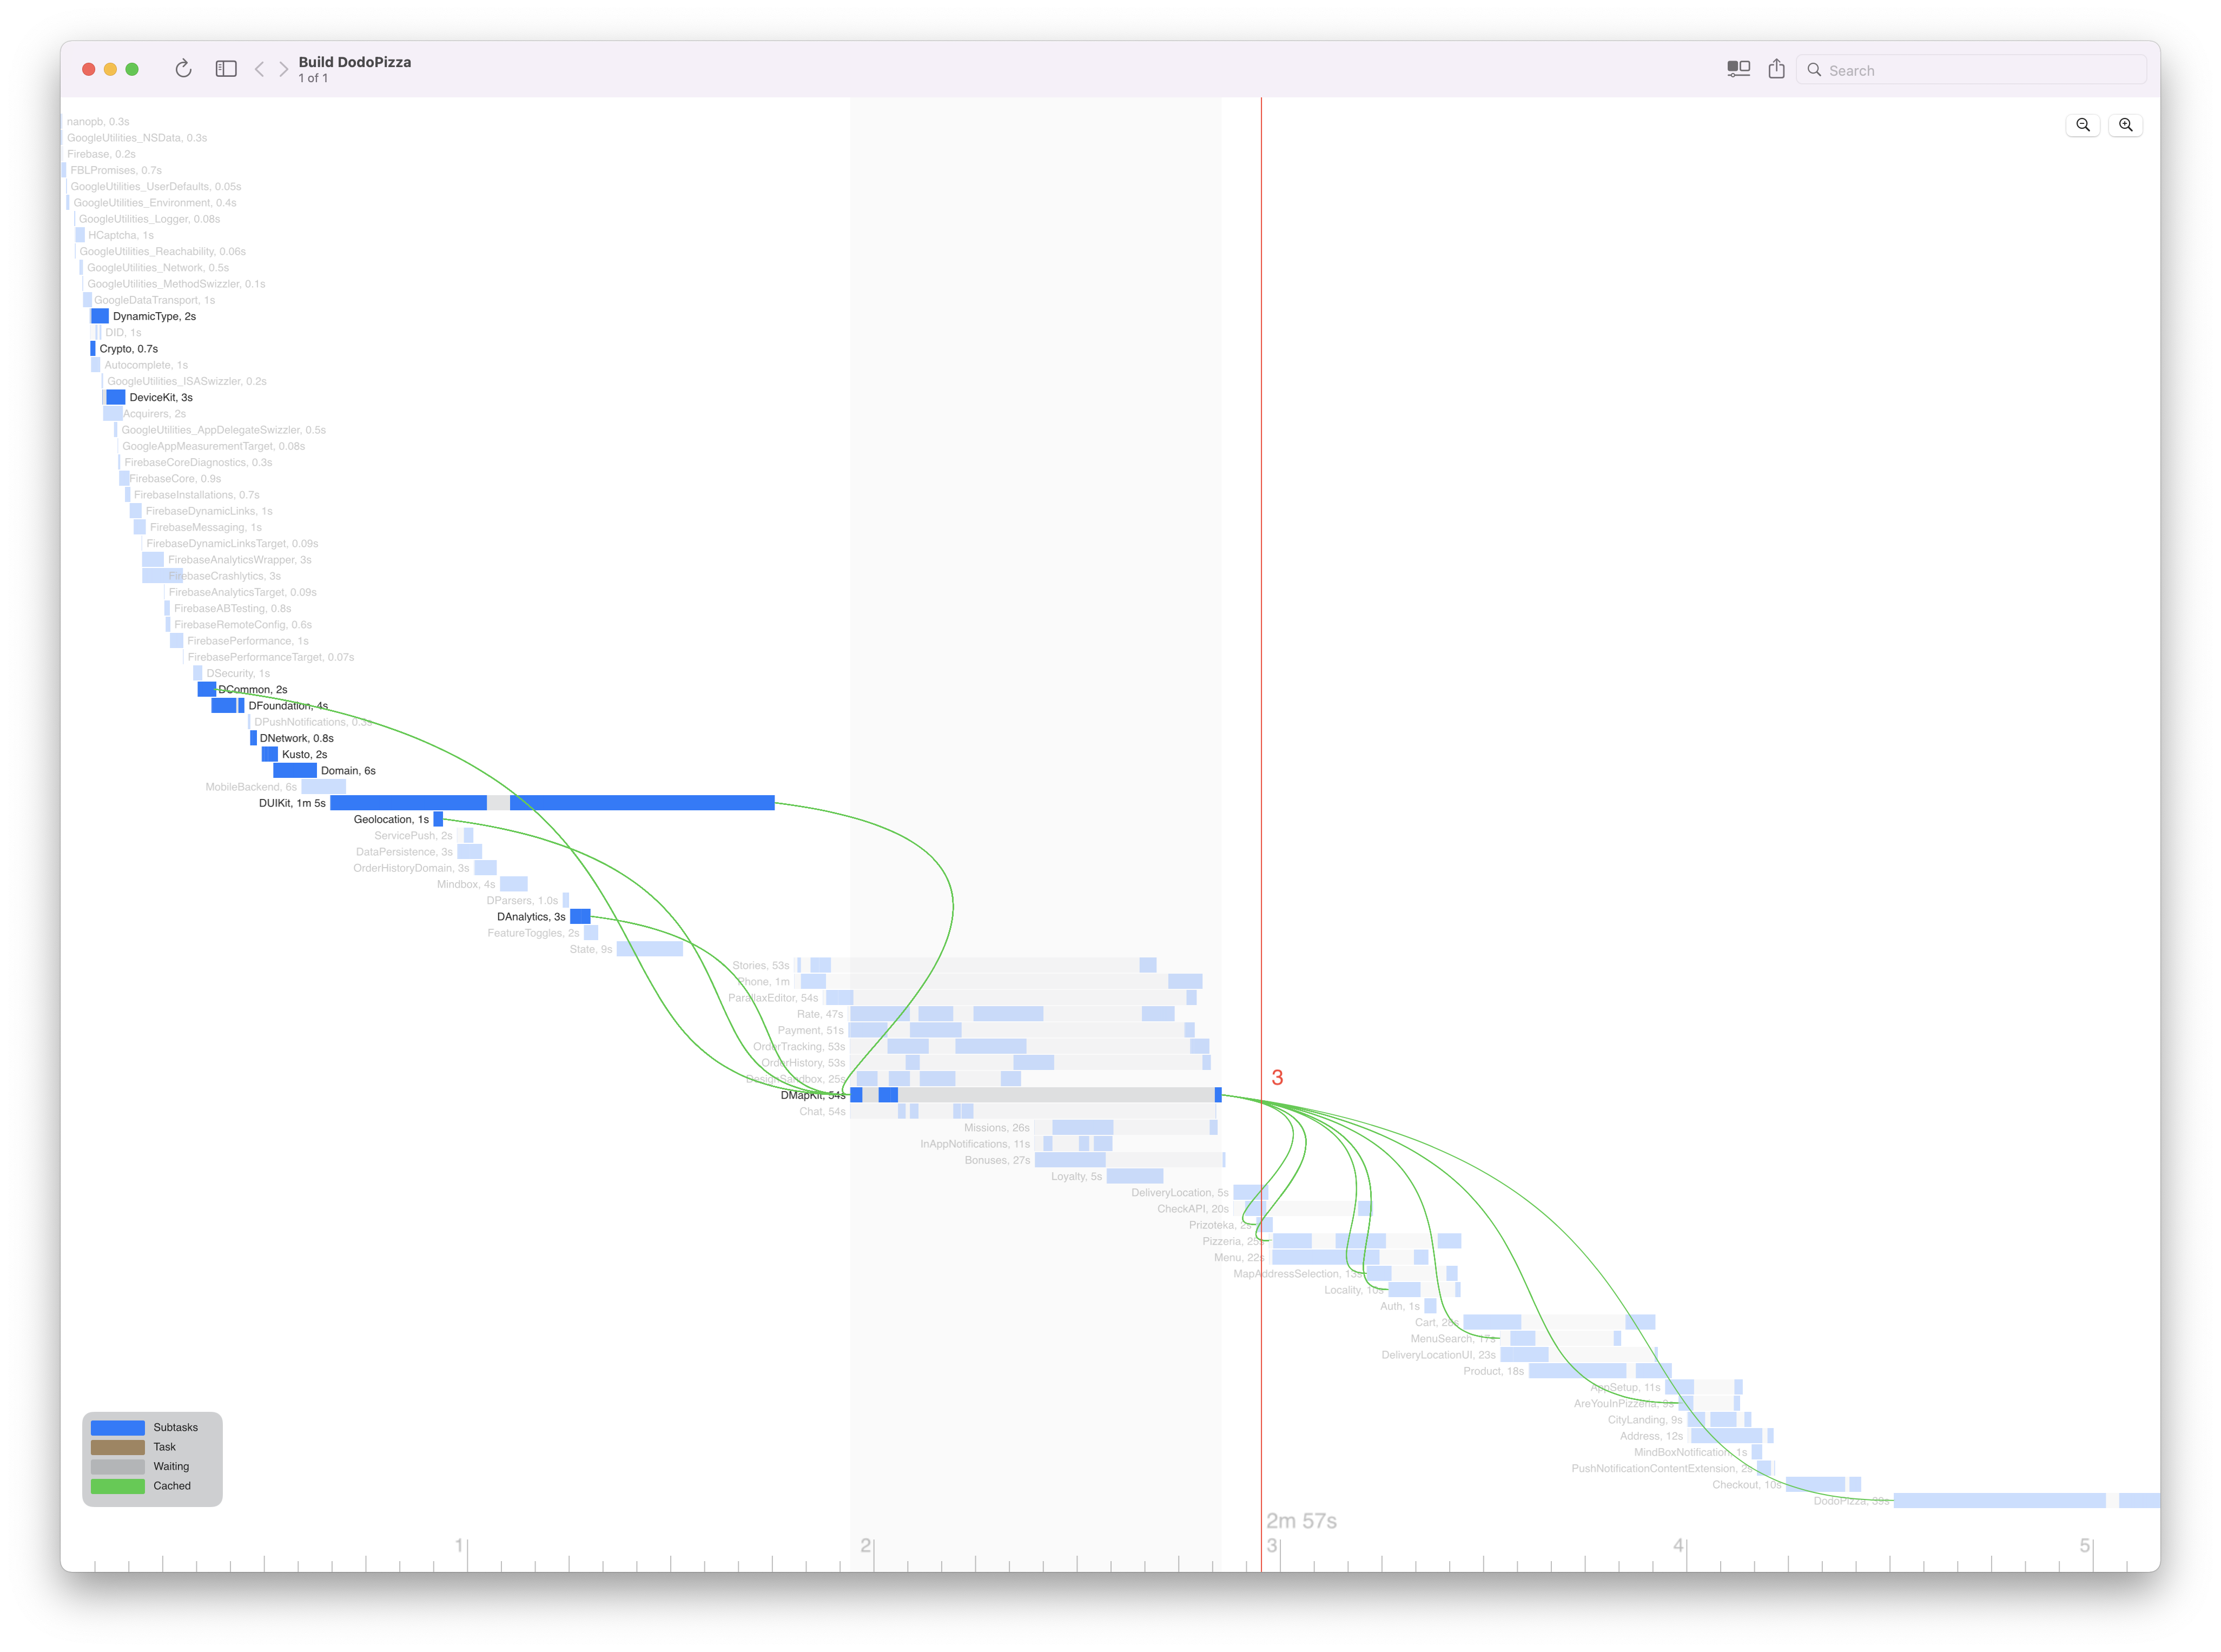 Build DodoPizza
1 of 1
Search
nanopb, 0.3s
GoogleUtilities_NSData, 0.3s
Firebase, 0.2s
FBLPromises, 0.7s
GoogleUtilities_UserDefaults, 0.05s
GoogleUtilities_Environment, 0.4s
GoogleUtilities_Logger, 0.08s
HCaptcha, 1s
GoogleUtilities_Reachability, 0.06s
GoogleUtilities_Network, 0.5s
GoogleUtilities_MethodSwizzler, 0.1s
GoogleDataTransport, 1s
DynamicType, 2s
DID, 1s
Crypto, 0.7s
Autocomplete, 1s
GoogleUtilities_ISASwizzler, 0.2s
DeviceKit, 3s
Acquirers, 2s
GoogleUtilities_AppDelegateSwizzler, 0.5s
GoogleAppMeasurementTarget, 0.08s
FirebaseCoreDiagnostics, 0.3s
FirebaseCore, 0.9s
FirebaseInstallations, 0.7s
FirebaseDynamicLinks, 1s
FirebaseMessaging, 1s
FirebaseDynamicLinksTarget, 0.09s
FirebaseAnalyticsWrapper, 3s
FirebaseCrashlytics, 3s
FirebaseAnalyticsTarget, 0.09s
FirebaseABTesting, 0.8s
FirebaseRemoteConfig, 0.6s
FirebasePerformance, 1s
FirebasePerformanceTarget, 0.07s
DSecurity, 1s
DCommon, 2s
DFoundation, 4s
DPushNotifications, 0.3s
DNetwork, 0.8s
Kusto, 2s
Domain, 6s
MobileBackend, 6s
DUIKit, 1m 5s
Geolocation, 1s
ServicePush, 2s
DataPersistence, 3s
OrderHistoryDomain, 3s
Mindbox, 4s
DParsers, 1.0s
DAnalytics, 3s
FeatureToggles, 2s
State, 9s
Stories, 53s
Phone, 1m
ParallaxEditor, 54s
Rate, 47s
Payment, 51s
OrderTracking, 53s
OrderHistory, 53s
DesignSandbox, 25s
3
DMapKit, 54s
Chat, 54s
Missions, 26s
InAppNotifications, 11s
Bonuses, 27s
Loyalty, 5s
DeliveryLocation, 5s
CheckAPI, 20s
Prizoteka, 2s
Pizzeria, 25s
Menu, 22s
MapAddressSelection, 13s
Locality, 10s
Auth, 1s
Cart, 28s
MenuSearch, 17s
DeliveryLocationUI, 23s
Product, 18s
AppSetup, 11s
AreYouInPizzeria, 9s
CityLanding, 9s
Address, 12s
MindBoxNotification, 1s
PushNotificationContentExtension, 2s
Checkout, 10s
DodoPizza, 39s
Subtasks
Task
Waiting
Cached
2m 57s
1
2
3
4
5